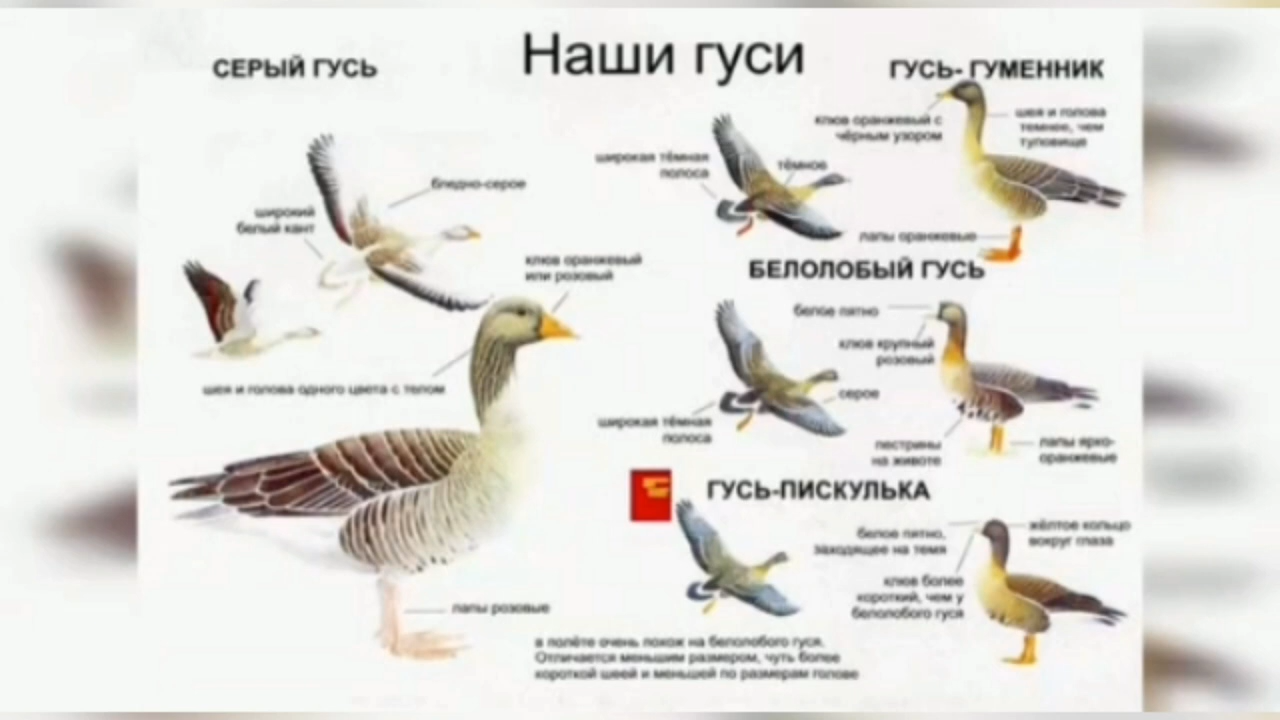 Наши гуси
СЕРЫЙ ГУСЬ
бледно-серое
широкий
белый кант
клюв оранжевый
или розовый
шея и голова одного цвета с телом
лапы розовые
ГУСЬ- ГУМЕННИК
клюв оранжевый с
чёрным узором
шея и голова
темнее, чем
туловище
широкая тёмная
полоса
тёмное
лапы оранжевые
БЕЛОЛОБЫЙ ГУСЬ
белое пятно
клюв крупный
розовый
серое
широкая тёмная
полоса
пестрины
на животе
лапы ярко-
оранжевые
ГУСЬ-ПИСКУЛЬКА
белое пятно,
заходящее на темя
жёлтое кольцо
вокруг глаза
клюв более
короткий, чем у
белолобого гуся
в полёте очень похож на белолобого гуся.
Отличается меньшим размером, чуть более
короткой шеей и меньшей по размерам голове